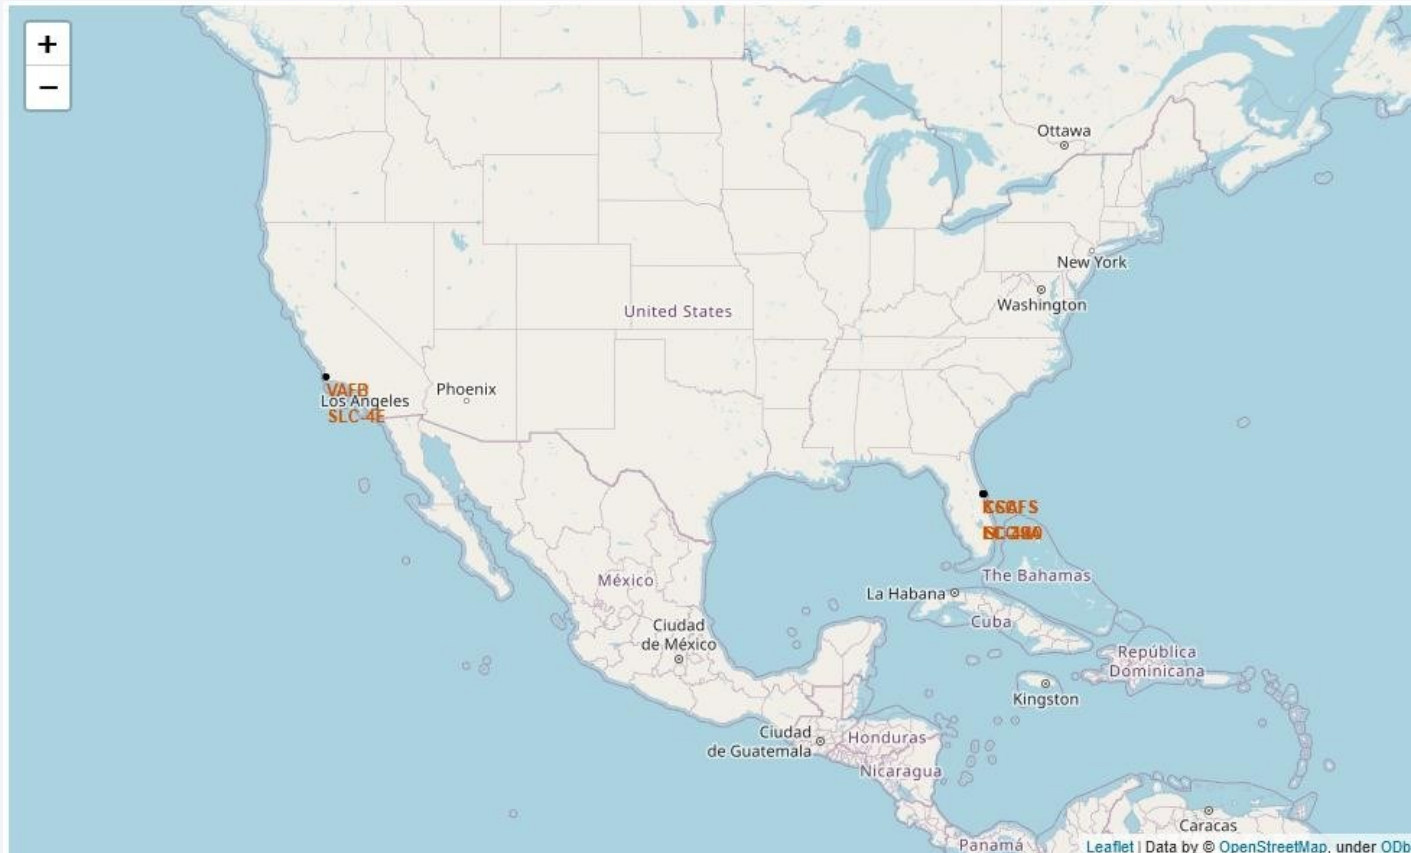 +
−
Ottawa
New York
Washington
United States
VAFB
Los Angeles
SLC-4E
Phoenix
The Bahamas
México
La Habana
Cuba
Ciudad
de México
República
Dominicana
Kingston
Ciudad
de Guatemala
Honduras
Nicaragua
Caracas
Panamá
Leaflet | Data by © OpenStreetMap, under ODb